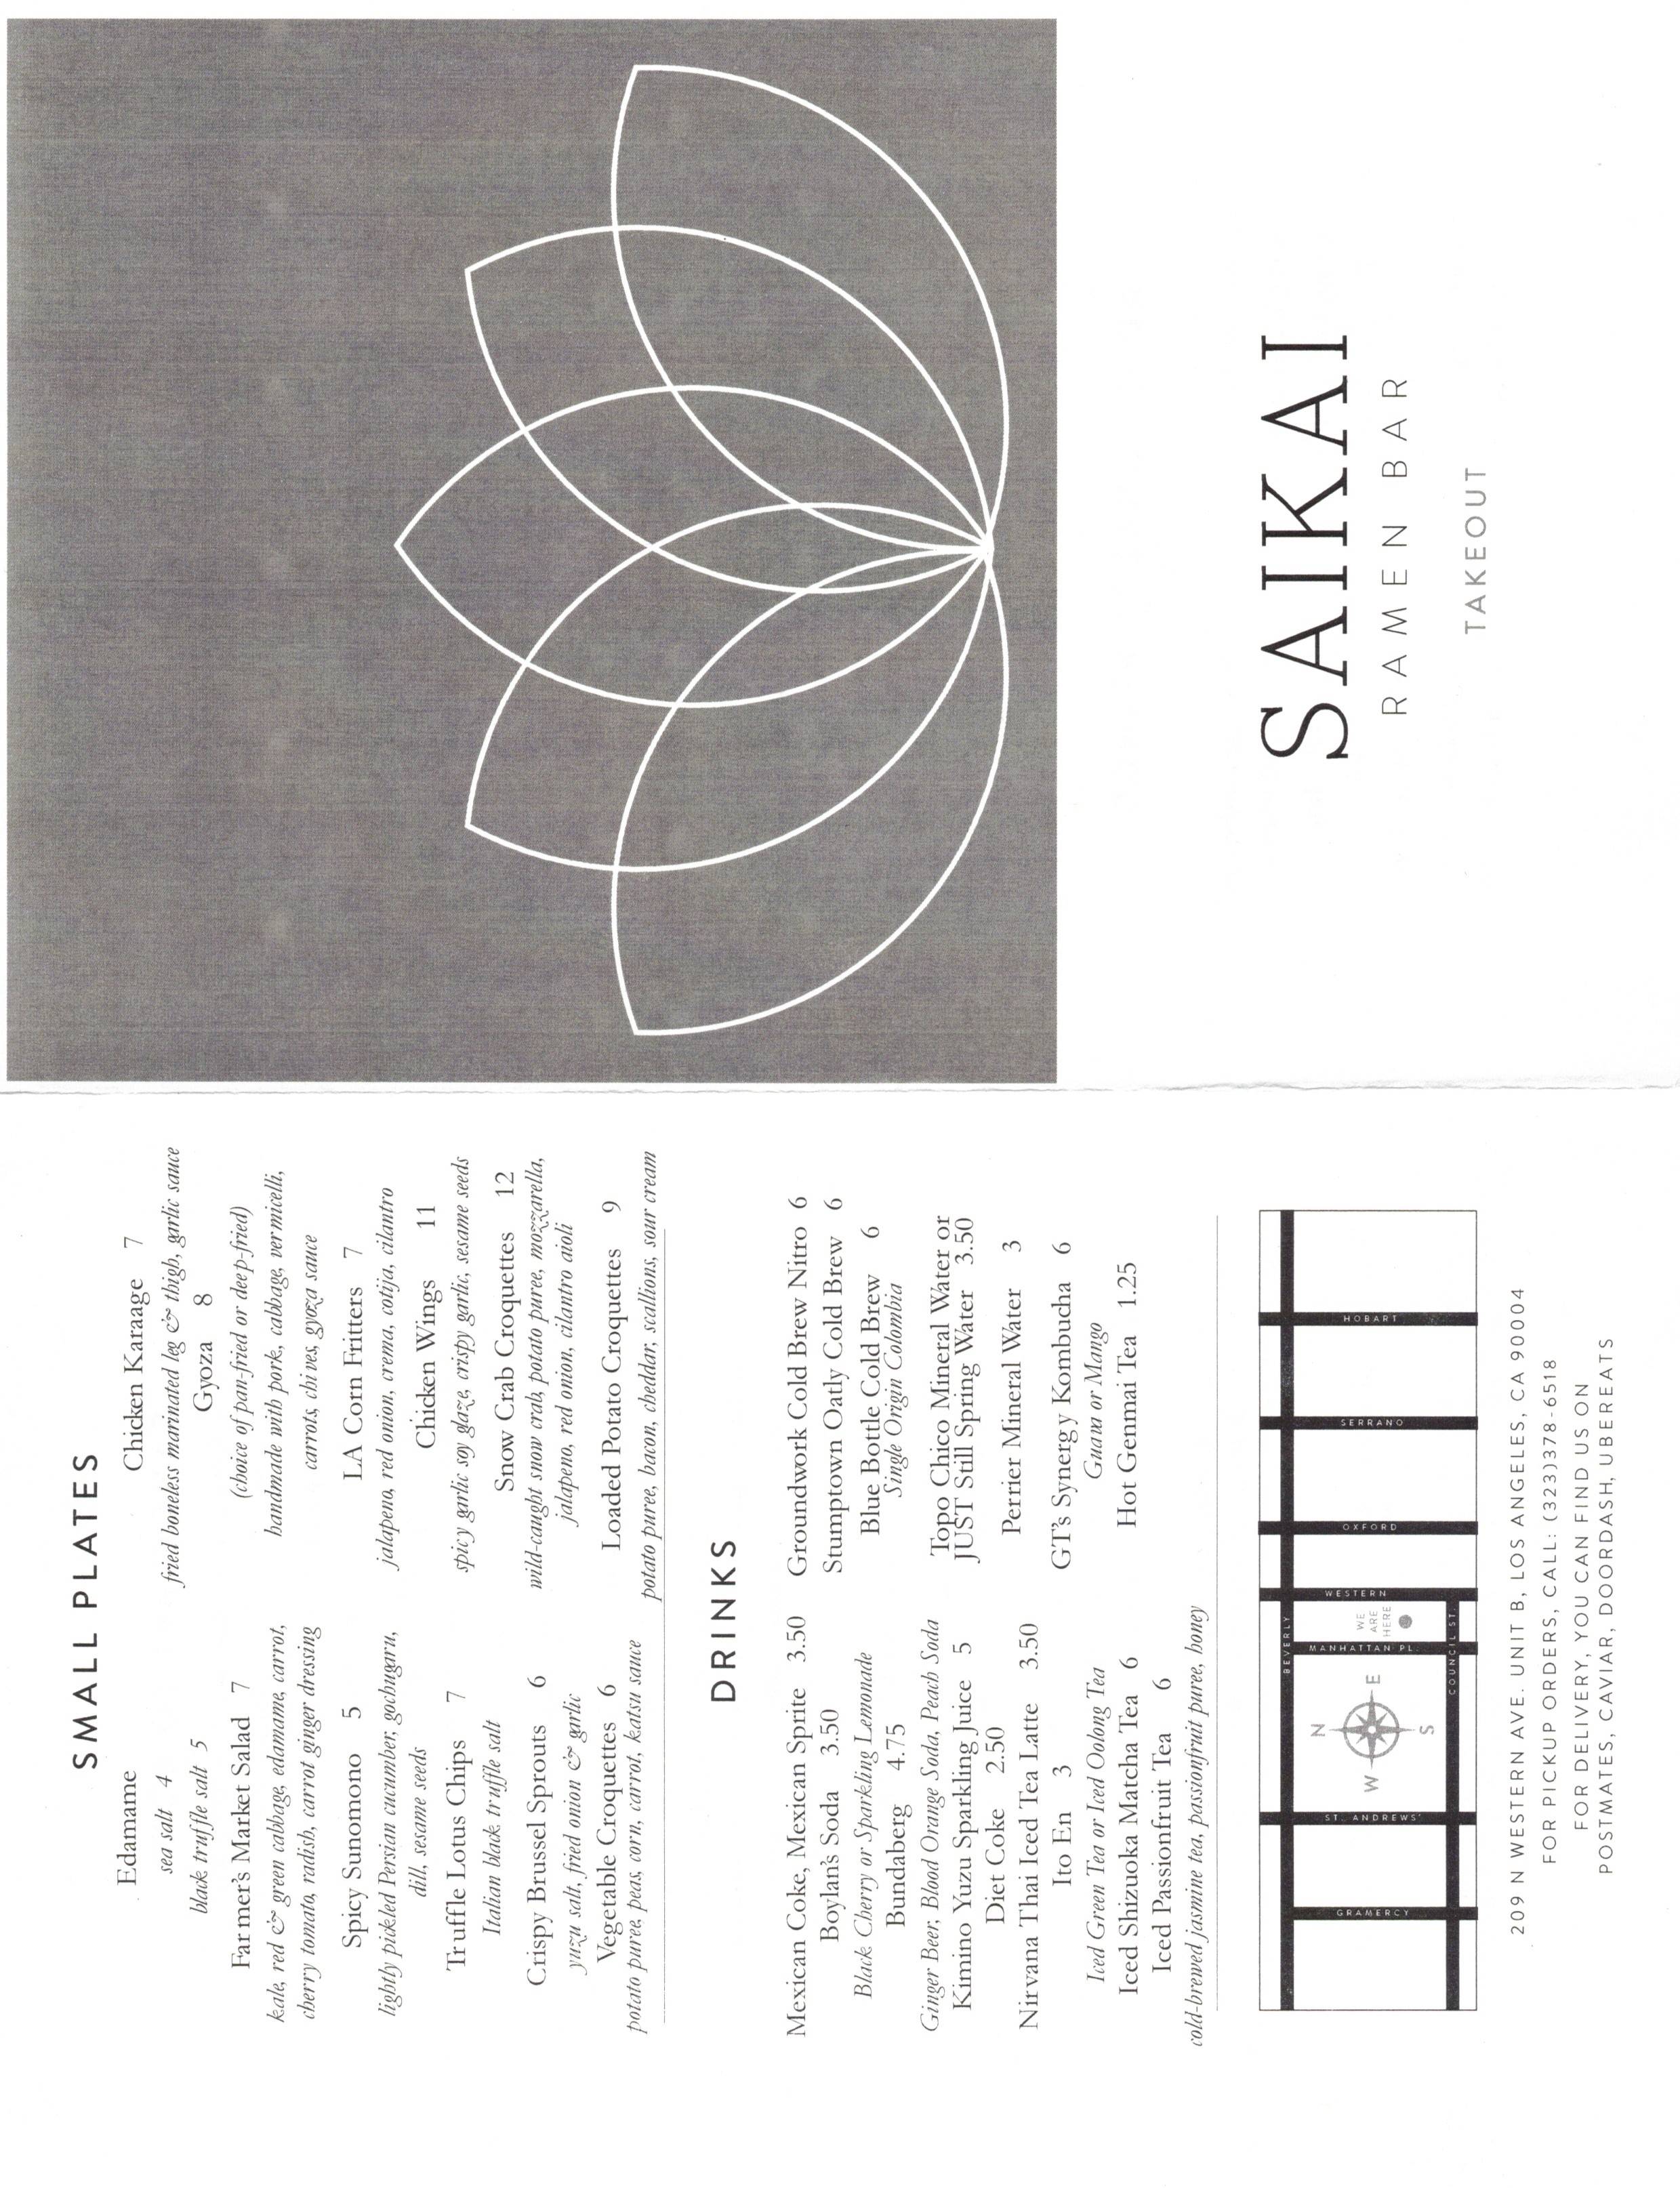 SMALL PLATES
Edamame
sea salt 4
black truffle salt 5
Farmer's Market Salad 7
kale, red & green cabbage, edamame, carrot,
cherry tomato, radish, carrot ginger dressing
Spicy Sunomono 5
lightly pickled Persian cucumber, gochugaru,
dill, sesame seeds
Truffle Lotus Chips 7
Italian black truffle salt
Crispy Brussel Sprouts 6
yuzu salt, fried onion & garlic
Vegetable Croquettes 6
potato puree, peas, corn, carrot, katsu sauce
Chicken Karaage 7
fried boneless marinated leg & thigh, garlic sauce
Gyoza 8
(choice of pan-fried or deep-fried)
handmade with pork, cabbage, vermicelli,
carrots, chives, gyoza sauce
LA Corn Fritters 7
jalapeno, red onion, crema, cotija, cilantro
Chicken Wings 11
spicy garlic soy glaze, crispy garlic, sesame seeds
Snow Crab Croquettes 12
wild-caught snow crab, potato puree, mozzarella,
jalapeno, red onion, cilantro aioli
Loaded Potato Croquettes 9
potato puree, bacon, cheddar, scallions, sour cream
DRINKS
Mexican Coke, Mexican Sprite 3.50
Boylan's Soda 3.50
Black Cherry or Sparkling Lemonade
Bundaberg 4.75
Ginger Beer, Blood Orange Soda, Peach Soda
Kimino Yuzu Sparkling Juice 5
Diet Coke 2.50
Nirvana Thai Iced Tea Latte 3.50
Ito En 3
Iced Green Tea or Iced Oolong Tea
Iced Shizuoka Matcha Tea 6
Iced Passionfruit Tea 6
cold-brewed jasmine tea, passionfruit puree, honey
Groundwork Cold Brew Nitro 6
Stumptown Oatly Cold Brew 6
Blue Bottle Cold Brew 6
Single Origin Colombia
Topo Chico Mineral Water or
JUST Still Spring Water 3.50
Perrier Mineral Water 3
GT's Synergy Kombucha 6
Guava or Mango
Hot Genmai Tea 1.25
BEVERLY
GRAMERCY
ST. ANDREWS'
N
W
E
S
MANHATTAN PL.
WE
ARE
HERE
WESTERN
OXFORD
SERRANO
HOBART
COUNCIL ST.
209 N WESTERN AVE. UNIT B, LOS ANGELES, CA 90004
FOR PICKUP ORDERS, CALL: (323)378-6518
FOR DELIVERY, YOU CAN FIND US ON
POSTMATES, CAVIAR, DOORDASH, UBEREATS
SAIKAI
RAMEN BAR
TAKEOUT